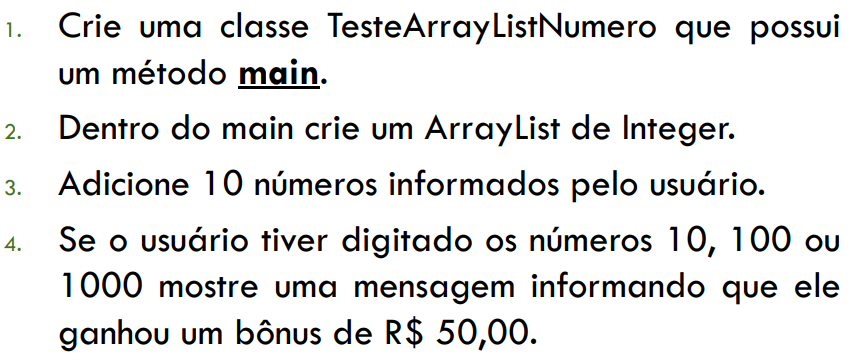 1. Crie uma classe TesteArrayListNumero que possui
um método main.
2. Dentro do main crie um ArrayList de Integer.
3. Adicione 10 números informados pelo usuário.
4. Se o usuário tiver digitado os números 10, 100 ou
1000 mostre uma mensagem informando que ele
ganhou um bônus de R$ 50,00.